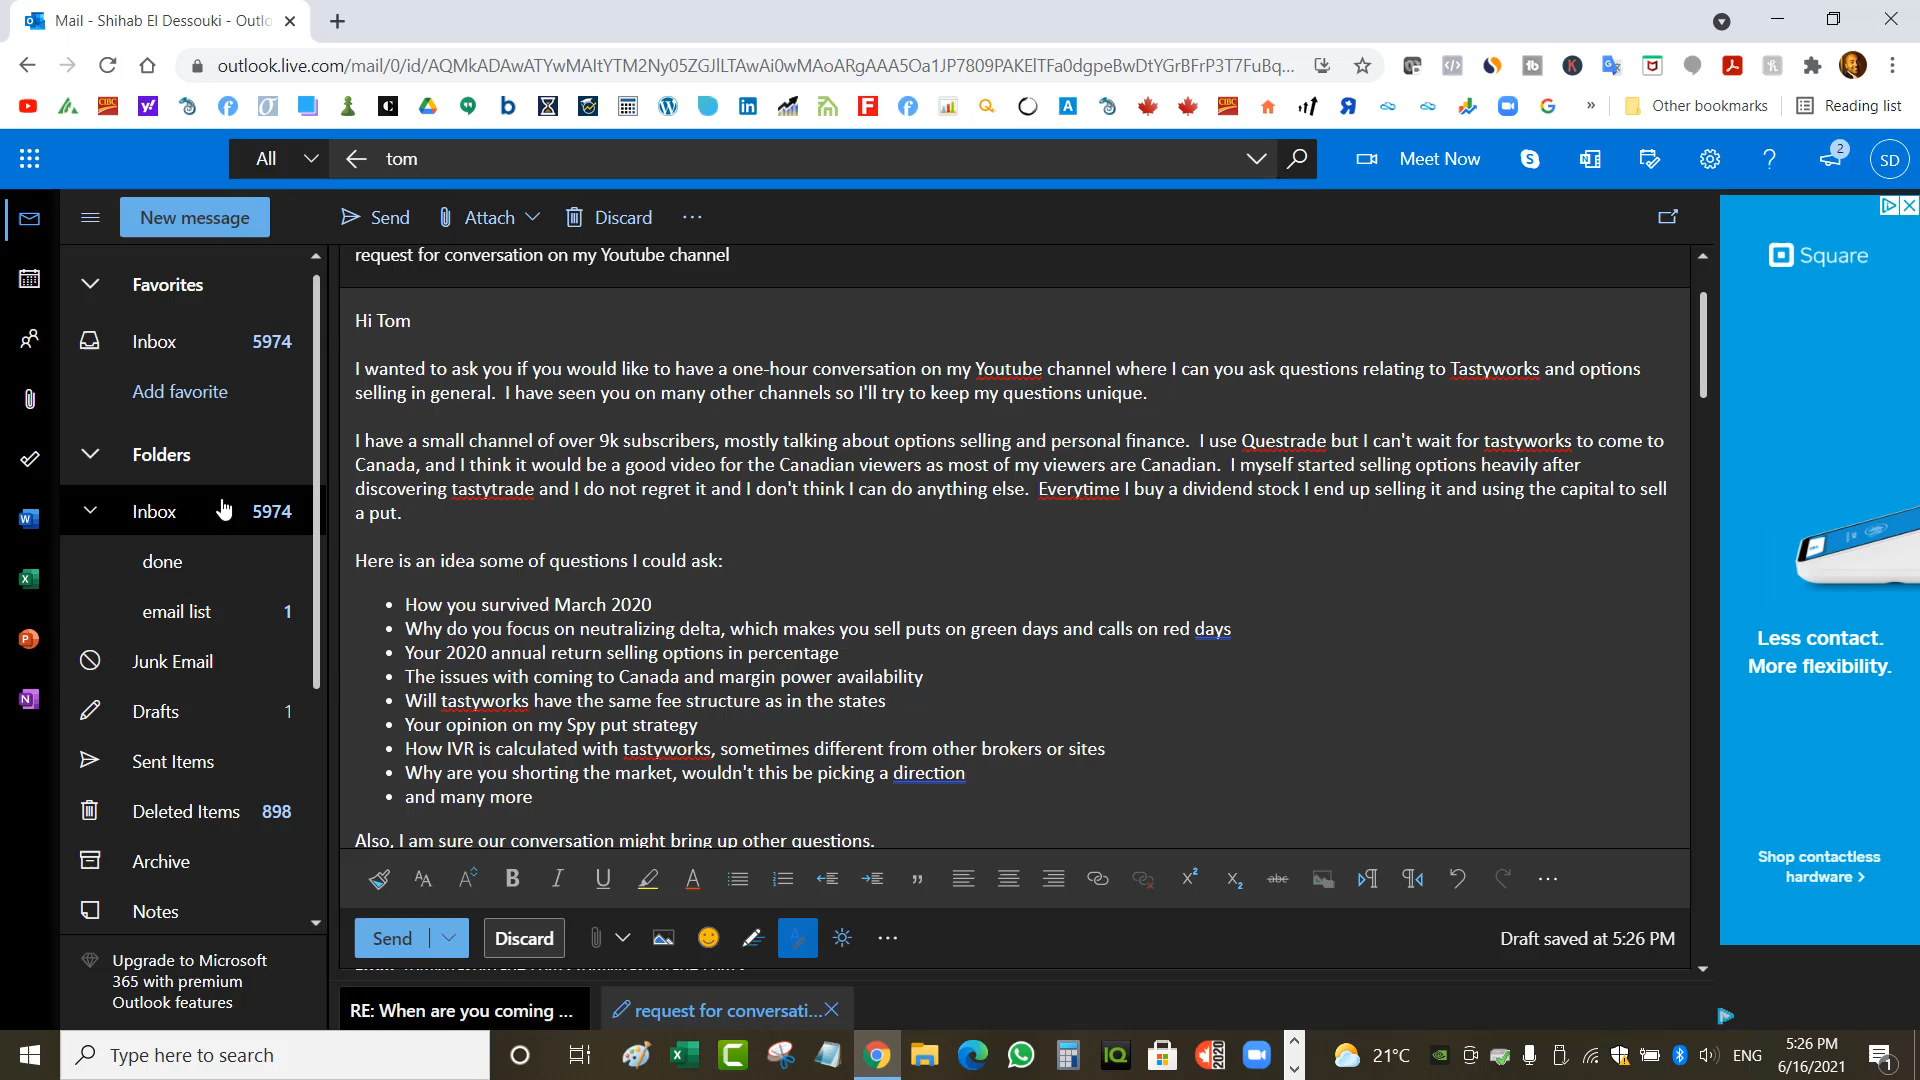 Mail - Shihab El Dessouki - Outlo
outlook.live.com/mail/0/id/AQMkADAwATYwMAItYTM2Ny05ZGJlLTAwAi0wMAoARgAAA5Oa1JP7809PAKElTFa0dgpeBwDtYGrBFrP3T7FuBq...
Other bookmarks
Reading list
All
tom
Meet Now
2
SD
New message
Send
Attach
Discard
Square
request for conversation on my Youtube channel
Favorites
Inbox 5974
Add favorite
Folders
Inbox 5974
done
email list 1
Junk Email
Drafts 1
Sent Items
Deleted Items 898
Archive
Notes
Upgrade to Microsoft
365 with premium
Outlook features
Hi Tom
I wanted to ask you if you would like to have a one-hour conversation on my Youtube channel where I can you ask questions relating to Tastyworks and options
selling in general. I have seen you on many other channels so I'll try to keep my questions unique.
I have a small channel of over 9k subscribers, mostly talking about options selling and personal finance. I use Questrade but I can't wait for tastyworks to come to
Canada, and I think it would be a good video for the Canadian viewers as most of my viewers are Canadian. I myself started selling options heavily after
discovering tastytrade and I do not regret it and I don't think I can do anything else. Everytime I buy a dividend stock I end up selling it and using the capital to sell
a put.
Here is an idea some of questions I could ask:
• How you survived March 2020
• Why do you focus on neutralizing delta, which makes you sell puts on green days and calls on red days
• Your 2020 annual return selling options in percentage
• The issues with coming to Canada and margin power availability
• Will tastyworks have the same fee structure as in the states
• Your opinion on my Spy put strategy
• How IVR is calculated with tastyworks, sometimes different from other brokers or sites
• Why are you shorting the market, wouldn't this be picking a direction
• and many more
Also, I am sure our conversation might bring up other questions.
Less contact.
More flexibility.
Shop contactless
hardware >
Send
Discard
Draft saved at 5:26 PM
RE: When are you coming ...
request for conversati...
Type here to search
21°C
ENG
5:26 PM
6/16/2021
1